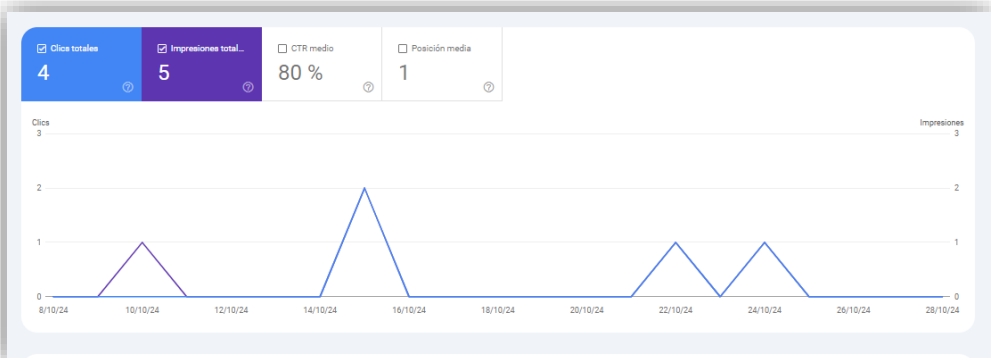 Clics totales
4
Impresiones total...
5
CTR medio
80 %
Posición media
1
Clics
Impresiones
3
3
2
2
1
1
0
0
8/10/24 10/10/24 12/10/24 14/10/24 16/10/24 18/10/24 20/10/24 22/10/24 24/10/24 26/10/24 28/10/24